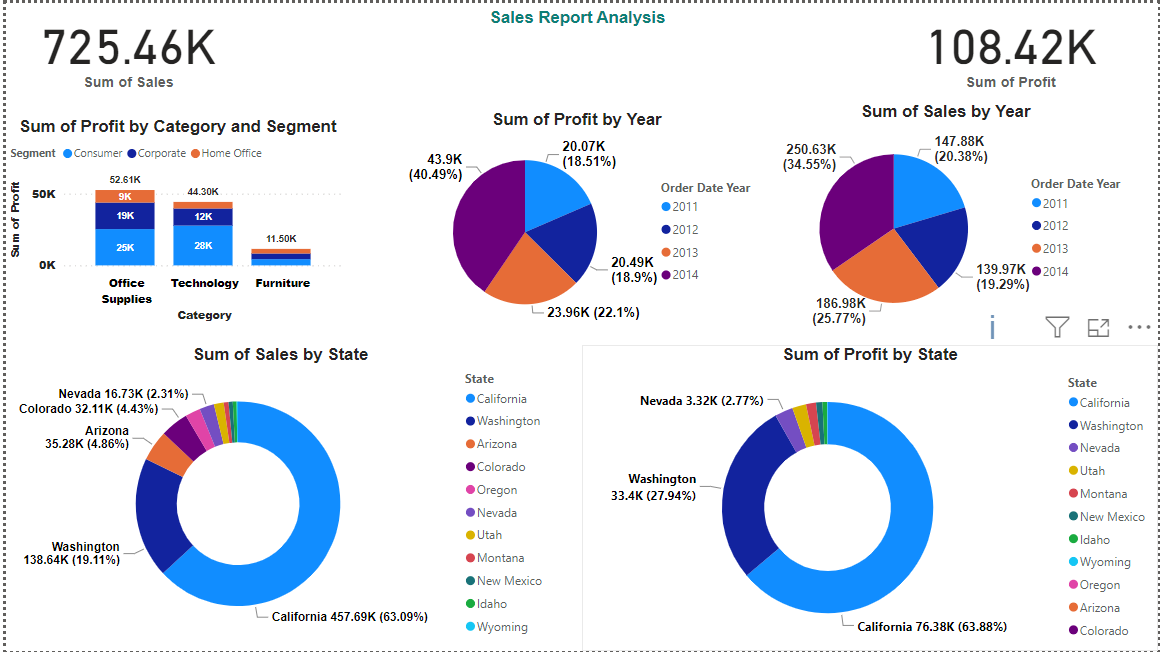 Sales Report Analysis
725.46K
Sum of Sales
108.42K
Sum of Profit
Sum of Profit by Category and Segment
Segment Consumer Corporate Home Office
Sum of Profit
50K
0K
52.61K
9K
19K
25K
44.30K
12K
28K
11.50K
Office
Supplies
Technology
Furniture
Category
Sum of Profit by Year
20.07K
(18.51%)
20.49K
(18.9%)
23.96K (22.1%)
43.9K
(40.49%)
Order Date Year
2011
2012
2013
2014
Sum of Sales by Year
147.88K
(20.38%)
139.97K
(19.29%)
186.98K
(25.77%)
250.63K
(34.55%)
Order Date Year
2011
2012
2013
2014
Sum of Sales by State
Nevada 16.73K (2.31%)
Colorado 32.11K (4.43%)
Arizona
35.28K (4.86%)
Washington
138.64K (19.11%)
California 457.69K (63.09%)
State
California
Washington
Arizona
Colorado
Oregon
Nevada
Utah
Montana
New Mexico
Idaho
Wyoming
Sum of Profit by State
Nevada 3.32K (2.77%)
Washington
33.4K (27.94%)
California 76.38K (63.88%)
State
California
Washington
Nevada
Utah
Montana
New Mexico
Idaho
Wyoming
Oregon
Arizona
Colorado